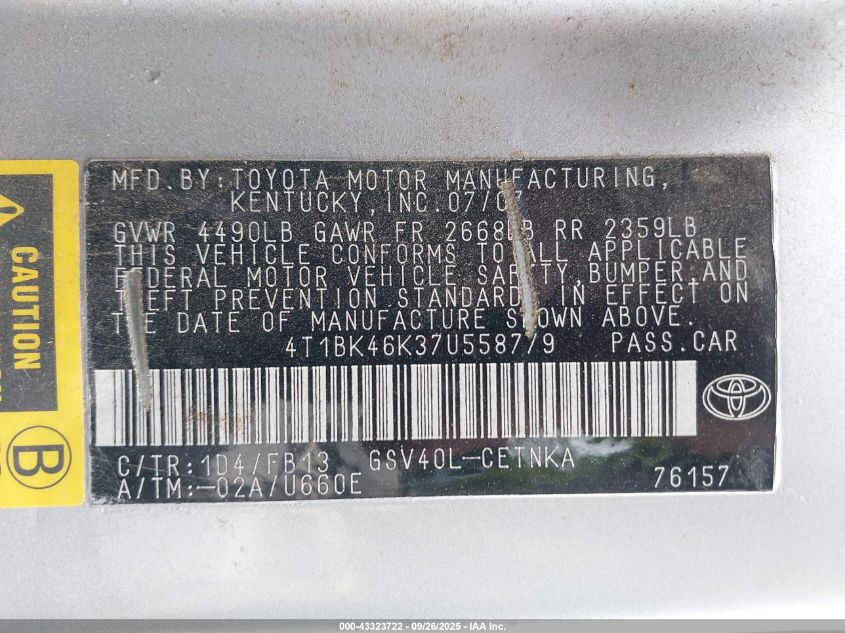 MFD.BY: TOYOTA MOTOR MANUFACTURING,
KENTUCKY, INC. 07/0
GVWR 4490LB GAWR FR 2668LB RR 2359LB
THIS VEHICLE CONFORMS TO ALL APPLICABLE
FEDERAL MOTOR VEHICLE SAFETY, BUMPER, AND
THEFT PREVENTION STANDARDS IN EFFECT ON
THE DATE OF MANUFACTURE SHOWN ABOVE.
PASS.CAR
C/TR: 1D4/FB13 GSV40L-CETNKA
A/TM: -02A/U660E 76157
CAUTION
B
000-43323722 - 09/26/2025 - IAA Inc.